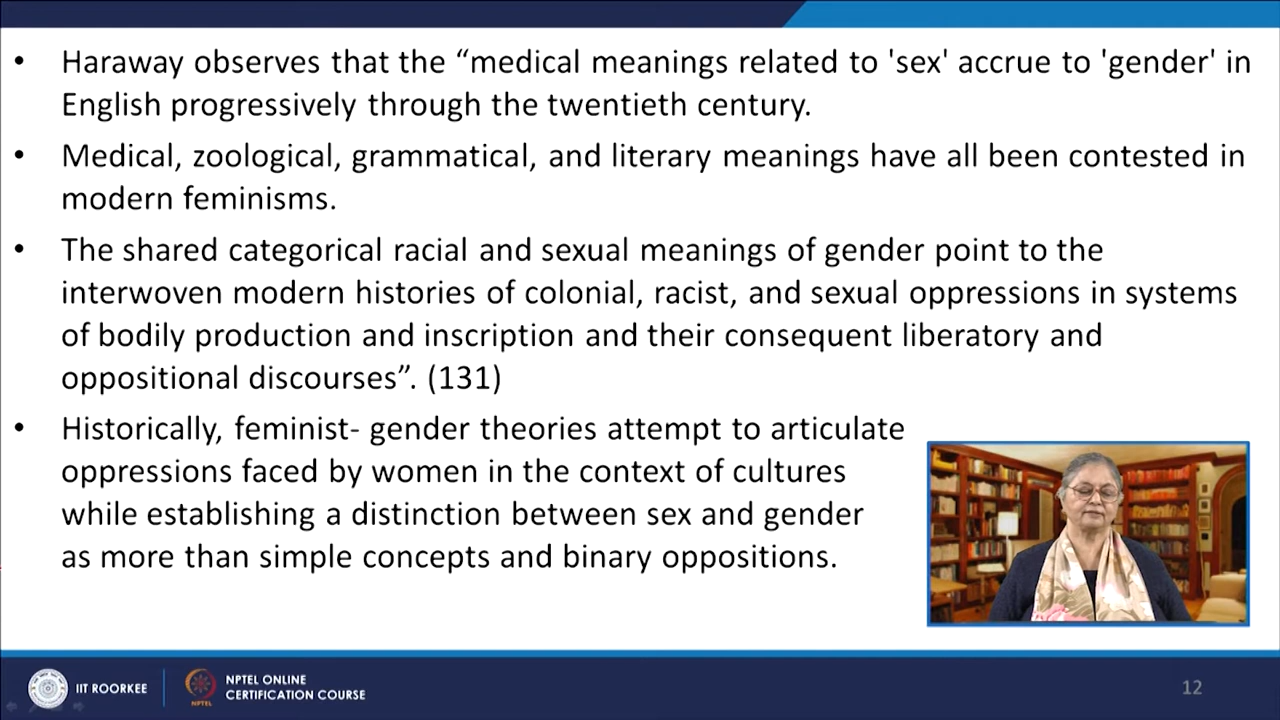 • Haraway observes that the “medical meanings related to 'sex' accrue to 'gender' in
English progressively through the twentieth century.
• Medical, zoological, grammatical, and literary meanings have all been contested in
modern feminisms.
• The shared categorical racial and sexual meanings of gender point to the
interwoven modern histories of colonial, racist, and sexual oppressions in systems
of bodily production and inscription and their consequent liberatory and
oppositional discourses”. (131)
• Historically, feminist- gender theories attempt to articulate
oppressions faced by women in the context of cultures
while establishing a distinction between sex and gender
as more than simple concepts and binary oppositions.
IIT ROORKEE
NPTEL
NPTEL ONLINE
CERTIFICATION COURSE
12